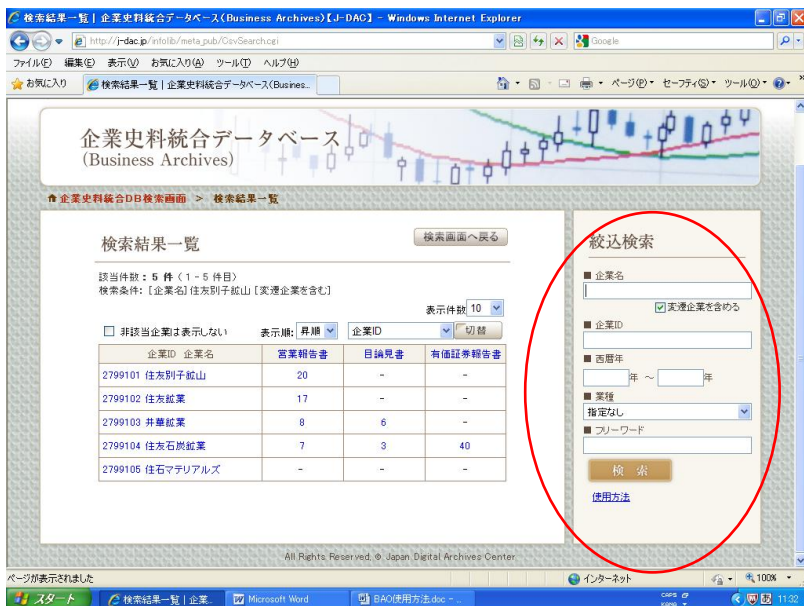 検索結果一覧 | 企業史料統合データベース(Business Archives)【J-DAC】 - Windows Internet Explorer
http://j-dac.jp/infolib/meta_pub/CsvSearch.cgi
Google
ファイル(F) 編集(E) 表示(V) お気に入り(A) ツール(T) ヘルプ(H)
お気に入り
検索結果一覧 | 企業史料統合データベース(Busines...
ページ(P) セーフティ(S) ツール(O)
企業史料統合データベース
(Business Archives)
企業史料統合DB検索画面 > 検索結果一覧
検索結果一覧
検索画面へ戻る
該当件数: 5 件 (1 - 5 件目)
検索条件: [企業名]住友別子鉱山 [変遷企業を含む]
表示件数 10
非該当企業は表示しない 表示順: 昇順 企業ID 切替
企業ID 企業名 営業報告書 目論見書 有価証券報告書
2799101 住友別子鉱山 20 - -
2799102 住友鉱業 17 - -
2799103 井華鉱業 8 6 -
2799104 住友石炭鉱業 7 3 40
2799105 住石マテリアルズ - - -
絞込検索
■ 企業名
変遷企業を含める
■ 企業ID
■ 西暦年
年 ～ 年
■ 業種
指定なし
■ フリーワード
検 索
使用方法
All Rights Reserved. © Japan Digital Archives Center
ページが表示されました
インターネット
100%
スタート
検索結果一覧 | 企業...
Microsoft Word
BAO使用方法.doc - ...
CAPS
KANA
11:32